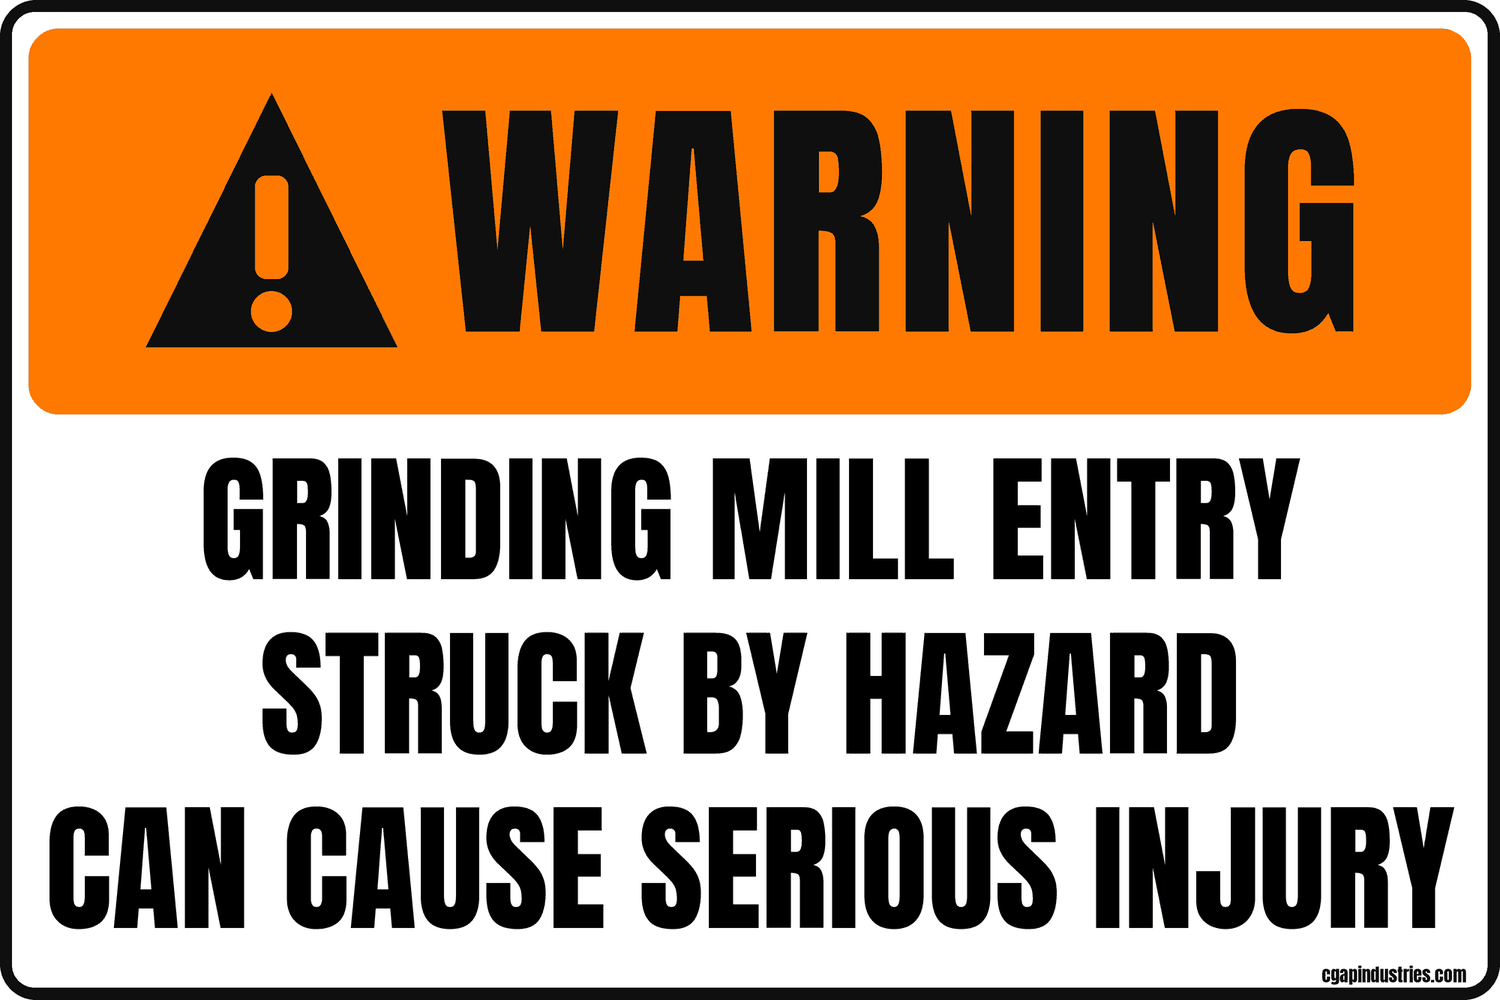 WARNING
GRINDING MILL ENTRY
STRUCK BY HAZARD
CAN CAUSE SERIOUS INJURY
cgapindustries.com